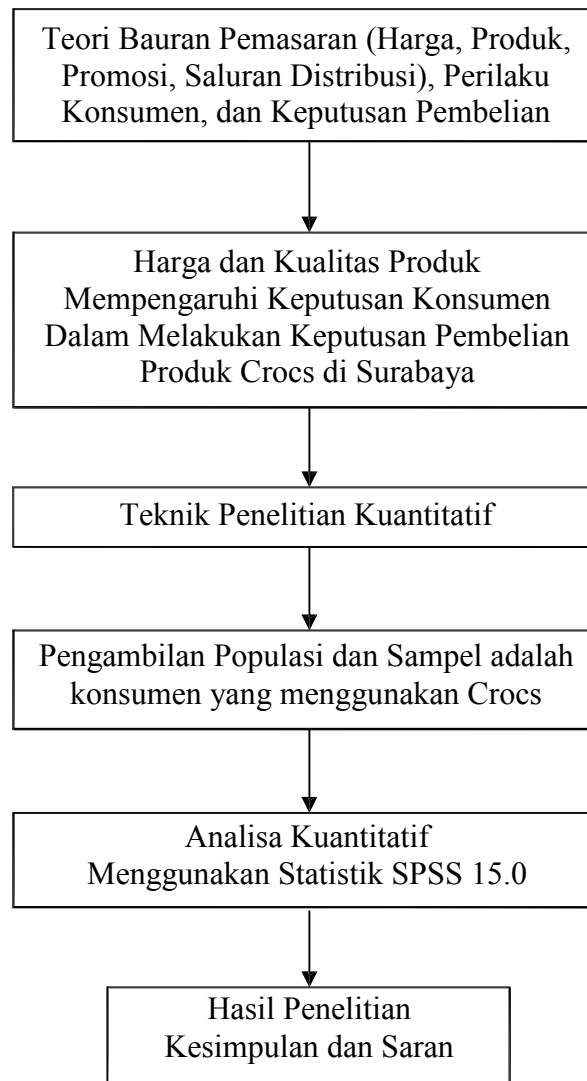 Teori Bauran Pemasaran (Harga, Produk,
Promosi, Saluran Distribusi), Perilaku
Konsumen, dan Keputusan Pembelian
Harga dan Kualitas Produk
Mempengaruhi Keputusan Konsumen
Dalam Melakukan Keputusan Pembelian
Produk Crocs di Surabaya
Teknik Penelitian Kuantitatif
Pengambilan Populasi dan Sampel adalah
konsumen yang menggunakan Crocs
Analisa Kuantitatif
Menggunakan Statistik SPSS 15.0
Hasil Penelitian
Kesimpulan dan Saran